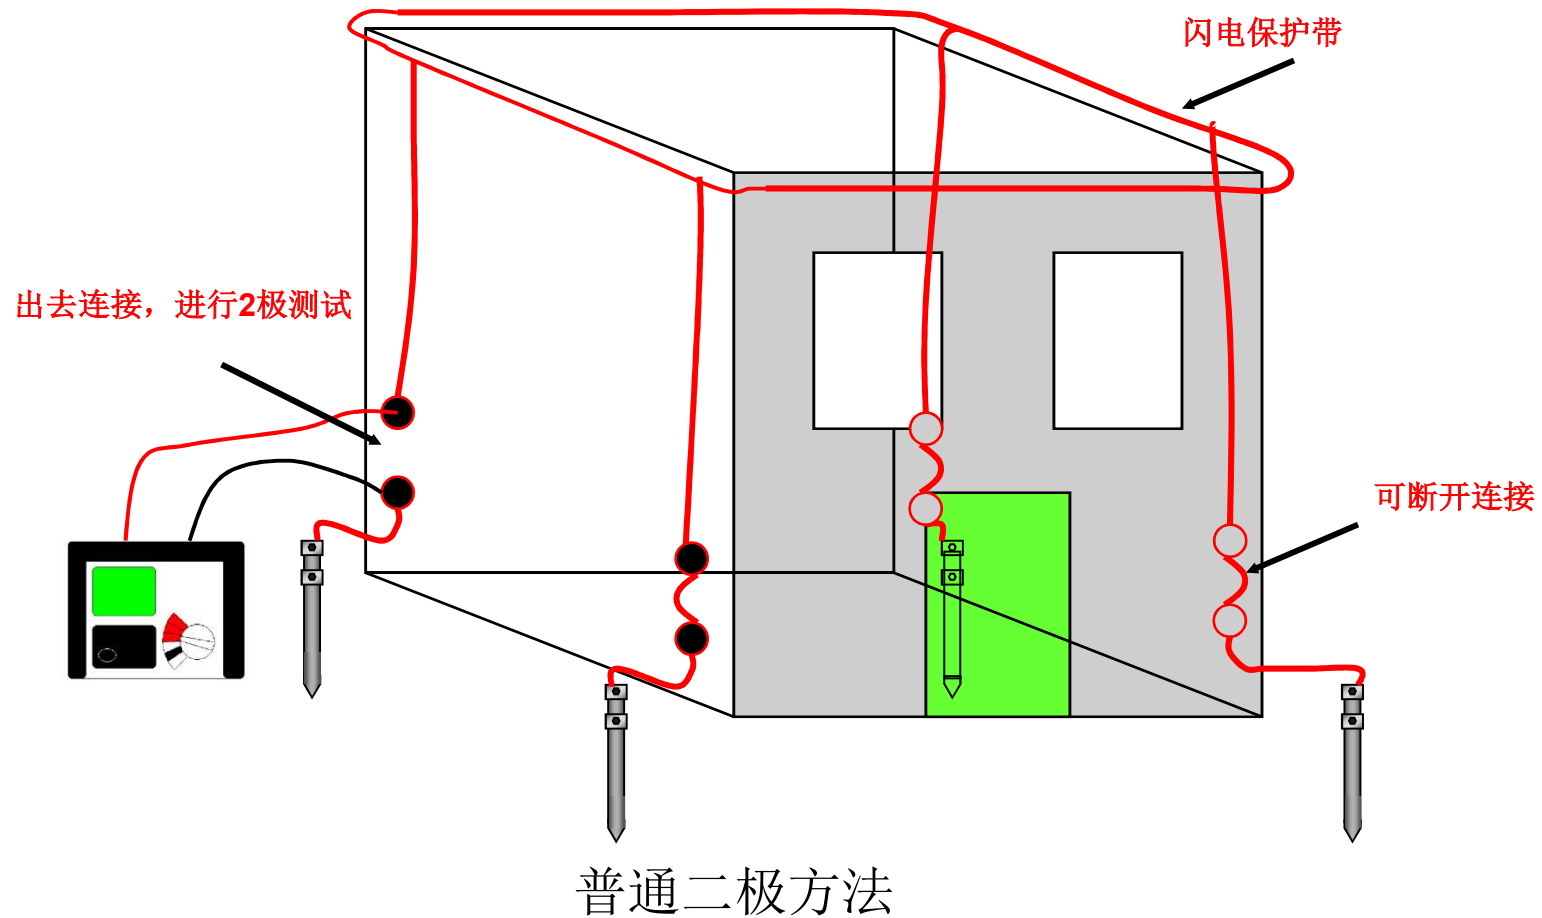 闪电保护带
出去连接，进行2极测试
可断开连接
普通二极方法